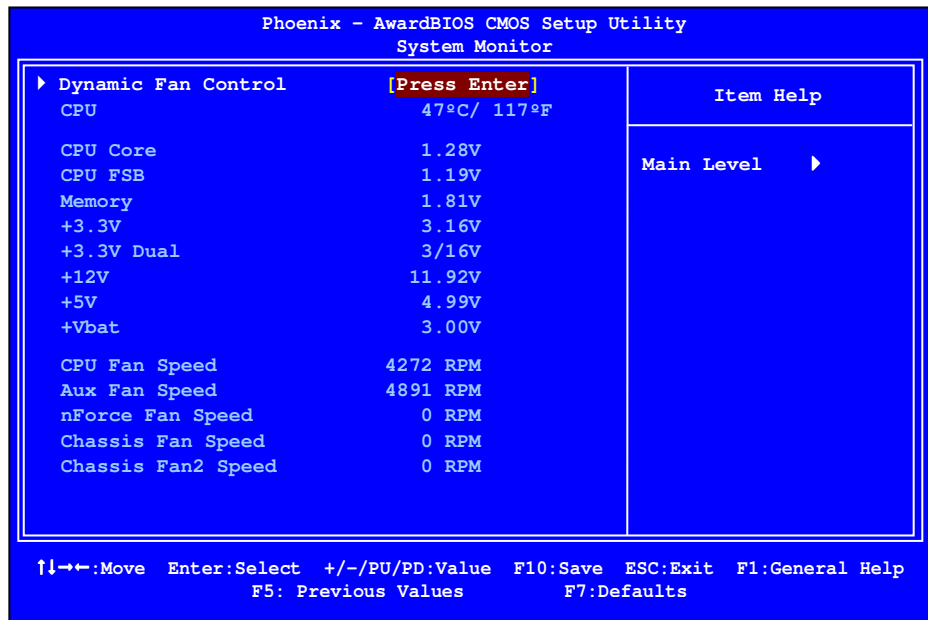 Phoenix – AwardBIOS CMOS Setup Utility
System Monitor
Dynamic Fan Control [Press Enter]
CPU 47ºC/ 117ºF
CPU Core 1.28V
CPU FSB 1.19V
Memory 1.81V
+3.3V 3.16V
+3.3V Dual 3/16V
+12V 11.92V
+5V 4.99V
+Vbat 3.00V
CPU Fan Speed 4272 RPM
Aux Fan Speed 4891 RPM
nForce Fan Speed 0 RPM
Chassis Fan Speed 0 RPM
Chassis Fan2 Speed 0 RPM
Item Help
Main Level
↑↓→←:Move Enter:Select +/-/PU/PD:Value F10:Save ESC:Exit F1:General Help
F5: Previous Values F7:Defaults